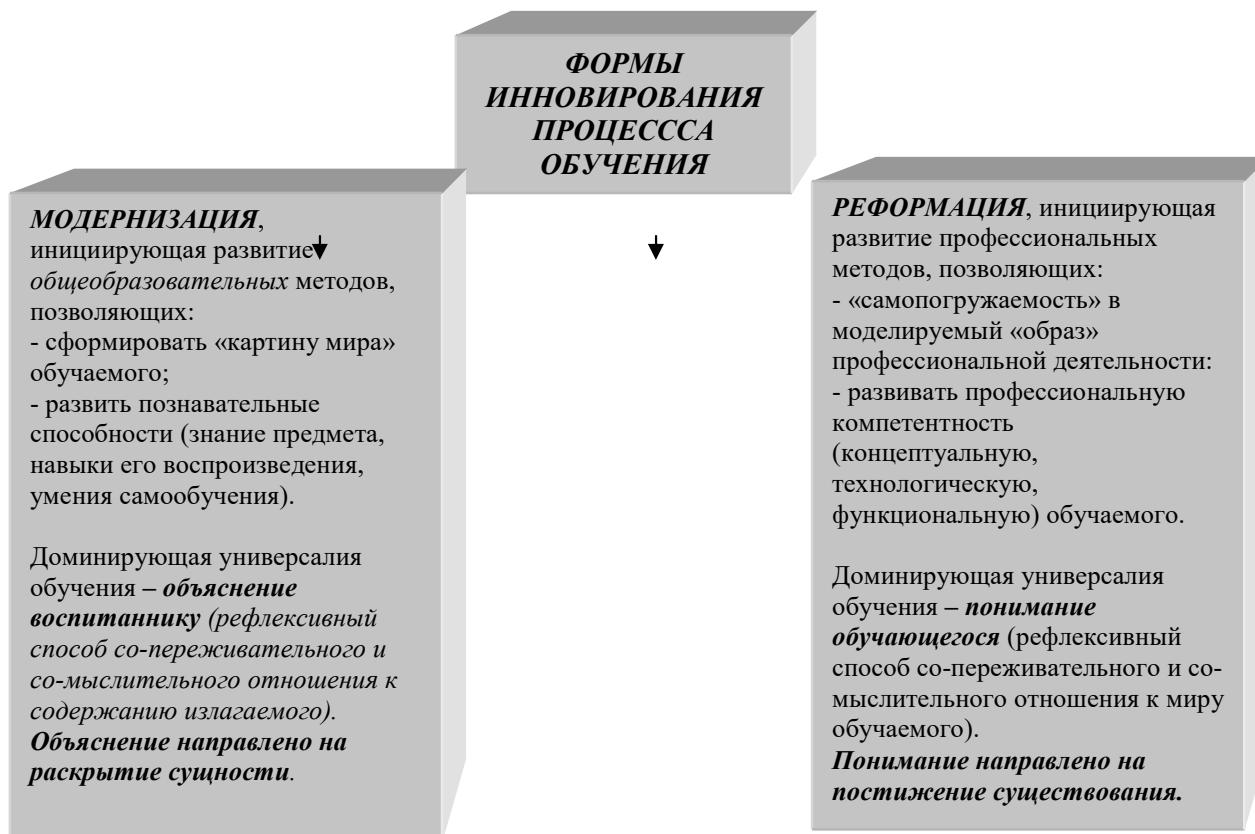 ФОРМЫ
ИННОВИРОВАНИЯ
ПРОЦЕСССА
ОБУЧЕНИЯ
МОДЕРНИЗАЦИЯ,
инициирующая развитие
общеобразовательных методов,
позволяющих:
- сформировать «картину мира»
обучаемого;
- развить познавательные
способности (знание предмета,
навыки его воспроизведения,
умения самообучения).
Доминирующая универсалия
обучения – объяснение
воспитаннику (рефлексивный
способ со-переживательного и
со-мыслительного отношения к
содержанию излагаемого).
Объяснение направлено на
раскрытие сущности.
РЕФОРМАЦИЯ, инициирующая
развитие профессиональных
методов, позволяющих:
- «самопогружаемость» в
моделируемый «образ»
профессиональной деятельности:
- развивать профессиональную
компетентность
(концептуальную,
технологическую,
функциональную) обучаемого.
Доминирующая универсалия
обучения – понимание
обучающегося (рефлексивный
способ со-переживательного и со-
мыслительного отношения к миру
обучаемого).
Понимание направлено на
постижение существования.